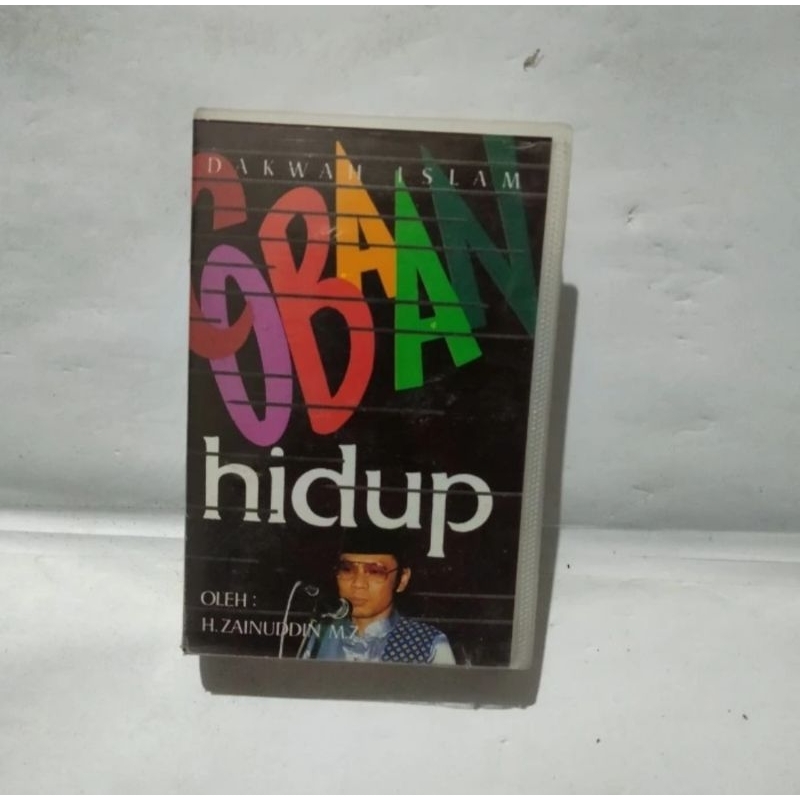 DAKWAH ISLAM
COBAAN
hidup
OLEH :
H. ZAINUDDIN M.Z.